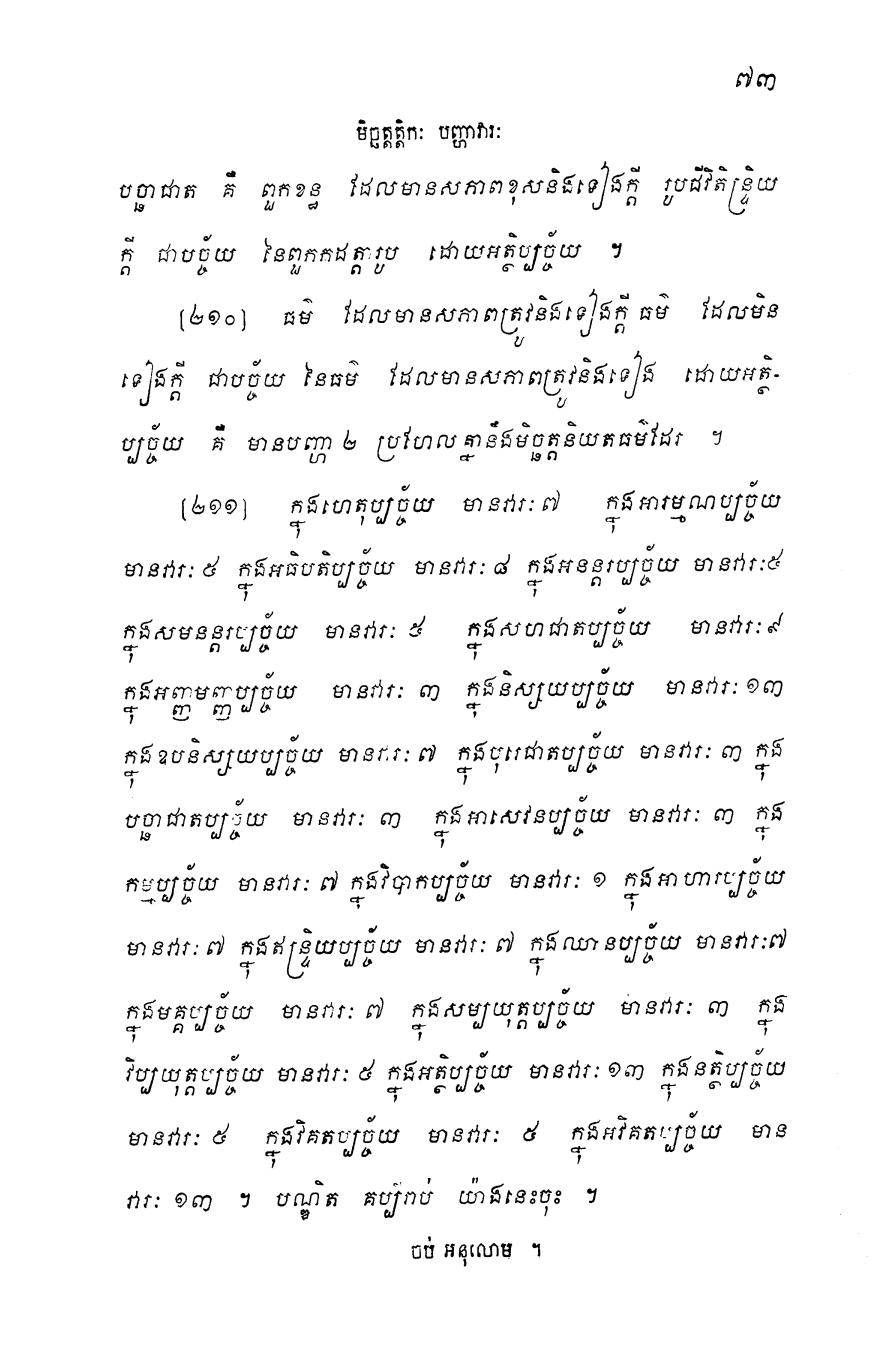 ៧៣
មិច្ឆត្តត្តិកៈ បញ្ហាវារៈ
បច្ឆាជាត គឺ ពួកខន្ធ ដែលមានសភាពខុសនិងទៀងក្តី រូបជីវិតិន្ទ្រិយ
ក្តី ជាបច្ច័យ នៃពួកកដត្តារូប ដោយអត្ថិប្បច្ច័យ ។
[២១០] ធម៌ ដែលមានសភាពត្រូវនិងទៀងក្តី ធម៌ ដែលមិន
ទៀងក្តី ជាបច្ច័យ នៃធម៌ ដែលមានសភាពត្រូវនិងទៀង ដោយអត្ថិ-
ប្បច្ច័យ គឺ មានបញ្ហា ២ ប្រហែលគ្នានឹងមិច្ឆត្តនិយតធម៌ដែរ ។
[២១១] ក្នុងហេតុប្បច្ច័យ មានវារៈ ៧ ក្នុងអារម្មណប្បច្ច័យ
មានវារៈ ៥ ក្នុងអធិបតិប្បច្ច័យ មានវារៈ ៨ ក្នុងអនន្តរប្បច្ច័យ មានវារៈ ៥
ក្នុងសមនន្តរប្បច្ច័យ មានវារៈ ៥ ក្នុងសហជាតប្បច្ច័យ មានវារៈ ៩
ក្នុងអញ្ញមញ្ញប្បច្ច័យ មានវារៈ ៣ ក្នុងនិស្សយប្បច្ច័យ មានវារៈ ១៣
ក្នុងឧបនិស្សយប្បច្ច័យ មានវារៈ ៧ ក្នុងបុរេជាតប្បច្ច័យ មានវារៈ ៣ ក្នុង
បច្ឆាជាតប្បច្ច័យ មានវារៈ ៣ ក្នុងអាសេវនប្បច្ច័យ មានវារៈ ៣ ក្នុង
កម្មប្បច្ច័យ មានវារៈ ៧ ក្នុងវិបាកប្បច្ច័យ មានវារៈ ១ ក្នុងអាហារប្បច្ច័យ
មានវារៈ ៧ ក្នុងឥន្ទ្រិយប្បច្ច័យ មានវារៈ ៧ ក្នុងឈានប្បច្ច័យ មានវារៈ ៧
ក្នុងមគ្គប្បច្ច័យ មានវារៈ ៧ ក្នុងសម្បយុត្តប្បច្ច័យ មានវារៈ ៣ ក្នុង
វិប្បយុត្តប្បច្ច័យ មានវារៈ ៥ ក្នុងអត្ថិប្បច្ច័យ មានវារៈ ១៣ ក្នុងនត្ថិប្បច្ច័យ
មានវារៈ ៥ ក្នុងវិគតប្បច្ច័យ មានវារៈ ៥ ក្នុងអវិគតប្បច្ច័យ មាន
វារៈ ១៣ ។ បណ្ឌិត គប្បីរាប់ យ៉ាងនេះចុះ ។
ចប់ អនុលោម ។